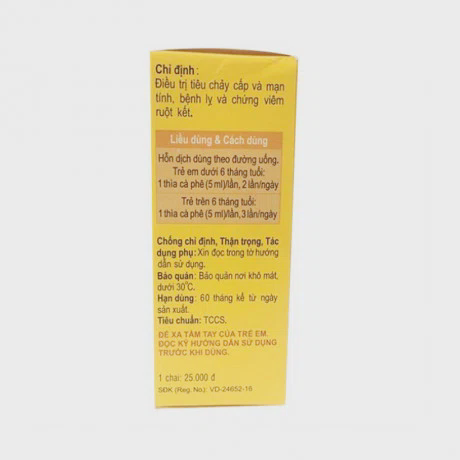 Chỉ định:
Điều trị tiêu chảy cấp và mạn
tính, bệnh lỵ và chứng viêm
ruột kết.
Liều dùng & Cách dùng
Hỗn dịch dùng theo đường uống.
Trẻ em dưới 6 tháng tuổi:
1 thìa cà phê (5 ml)/lần, 2 lần/ngày
Trẻ trên 6 tháng tuổi:
1 thìa cà phê (5 ml)/lần, 3 lần/ngày
Chống chỉ định, Thận trọng, Tác
dụng phụ: Xin đọc trong tờ hướng
dẫn sử dụng.
Bảo quản: Bảo quản nơi khô mát,
dưới 30°C.
Hạn dùng: 60 tháng kể từ ngày
sản xuất.
Tiêu chuẩn: TCCS.
ĐỂ XA TẦM TAY CỦA TRẺ EM.
ĐỌC KỸ HƯỚNG DẪN SỬ DỤNG
TRƯỚC KHI DÙNG.
1 chai: 25.000 đ
SĐK (Reg. No.): VD-24652-16